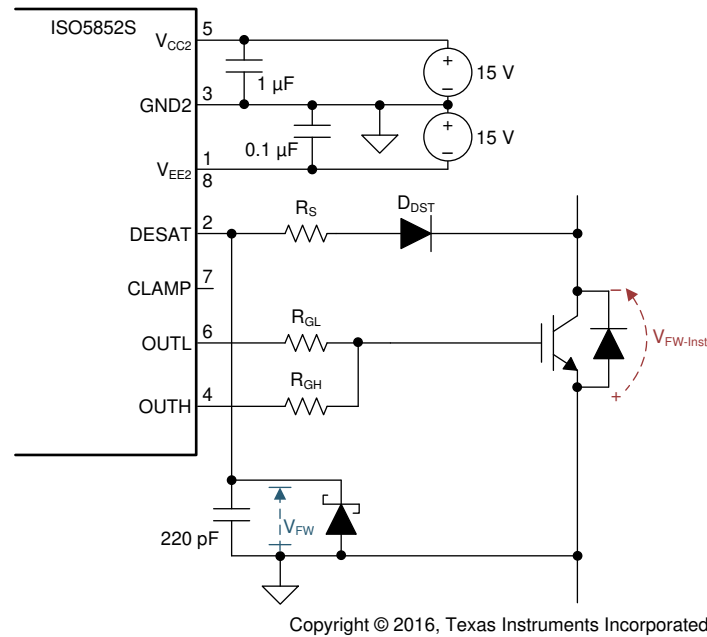 ISO5852S
5
VCC2
+
15 V
1 µF
−
3
GND2
+
15 V
0.1 µF
−
1
VEE2
8
RS
DDST
2
DESAT
−
7
CLAMP
RGL
6
OUTL
VFW-Inst
RGH
4
OUTH
+
VFW
220 pF
Copyright © 2016, Texas Instruments Incorporated